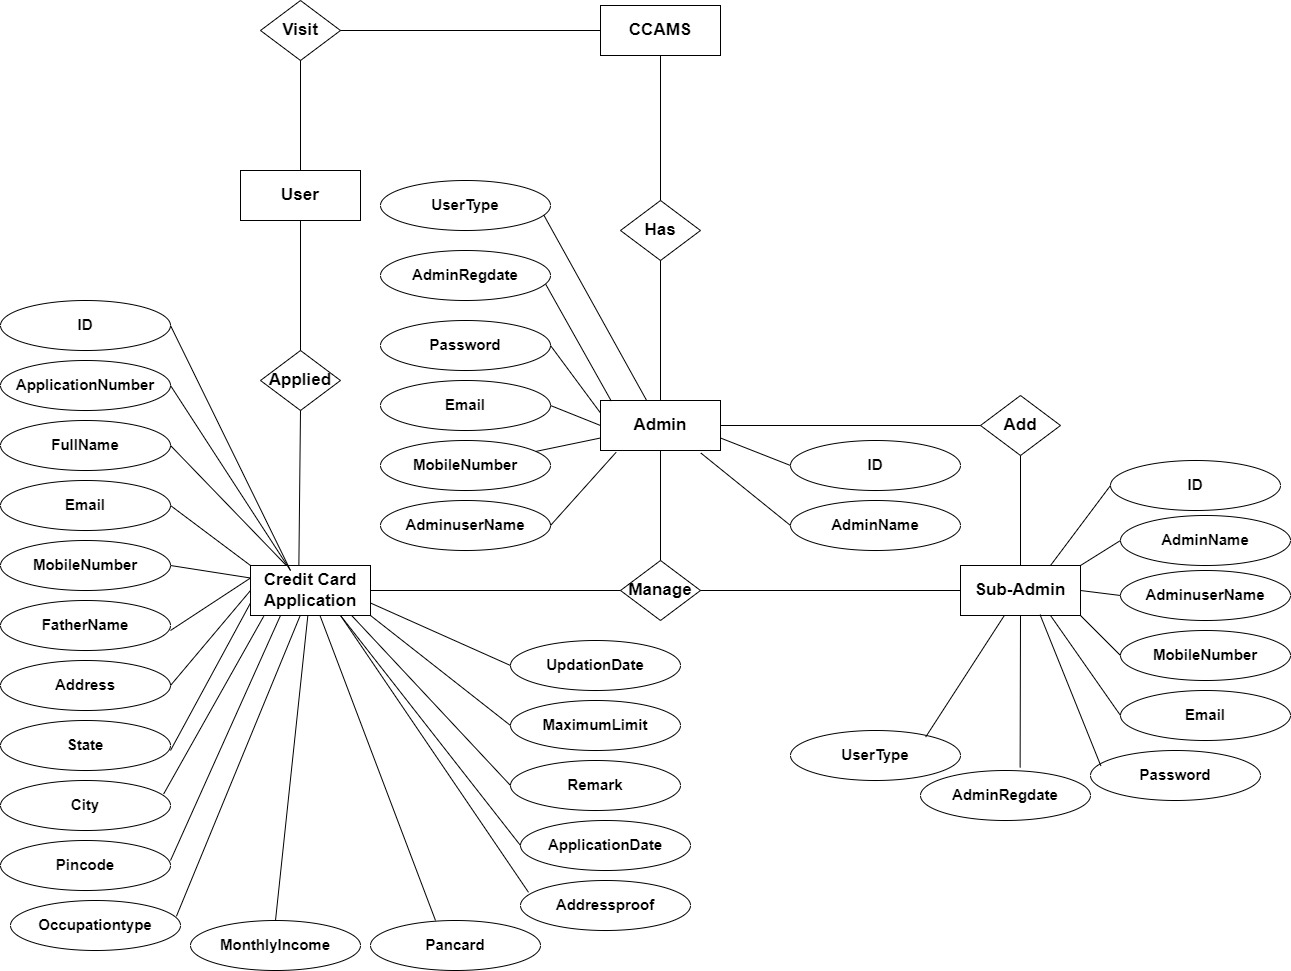 Visit
CCAMS
User
Has
Applied
UserType
AdminRegdate
Password
Email
MobileNumber
AdminuserName
Admin
ID
AdminName
Add
ID
ApplicationNumber
FullName
Email
MobileNumber
FatherName
Address
State
City
Pincode
Occupationtype
MonthlyIncome
Pancard
Credit Card
Application
Manage
UpdationDate
MaximumLimit
Remark
ApplicationDate
Addressproof
Sub-Admin
ID
AdminName
AdminuserName
MobileNumber
Email
Password
AdminRegdate
UserType